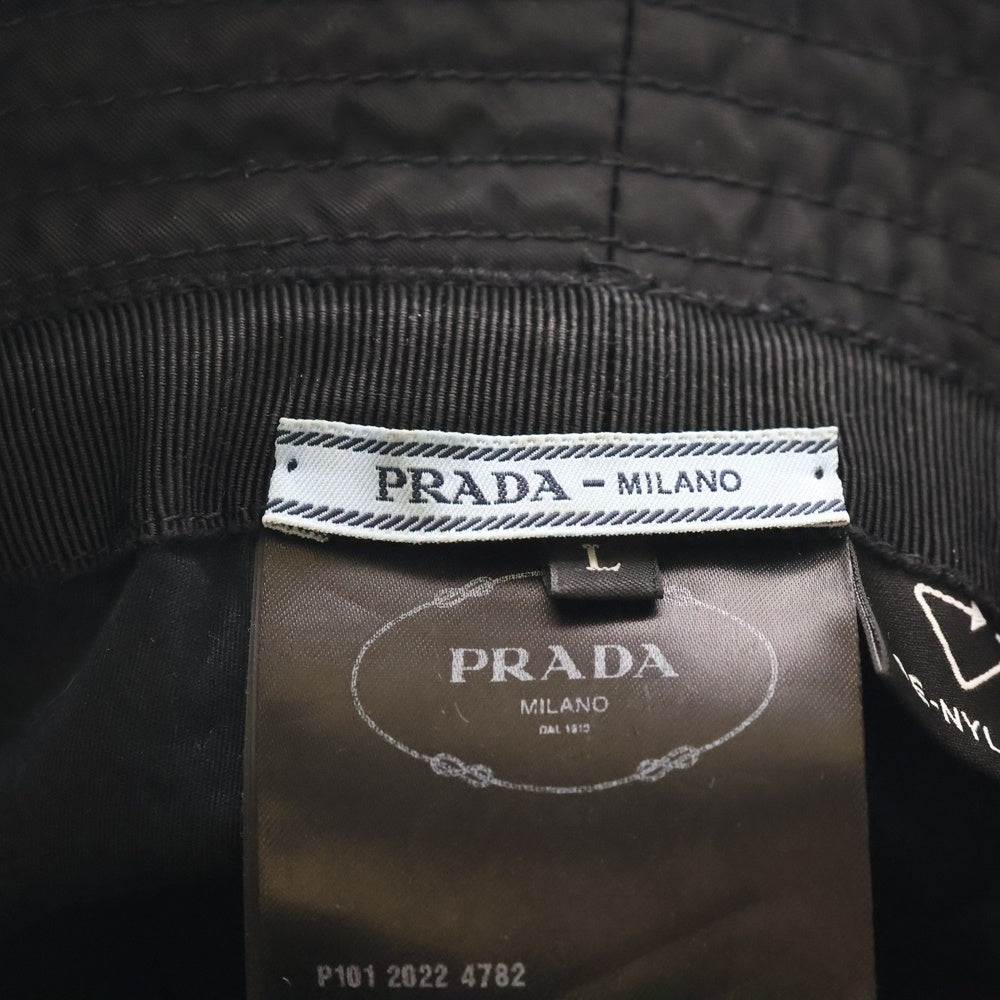 PRADA - MILANO
L
PRADA
MILANO
DAL 1913
P101 2022 4782